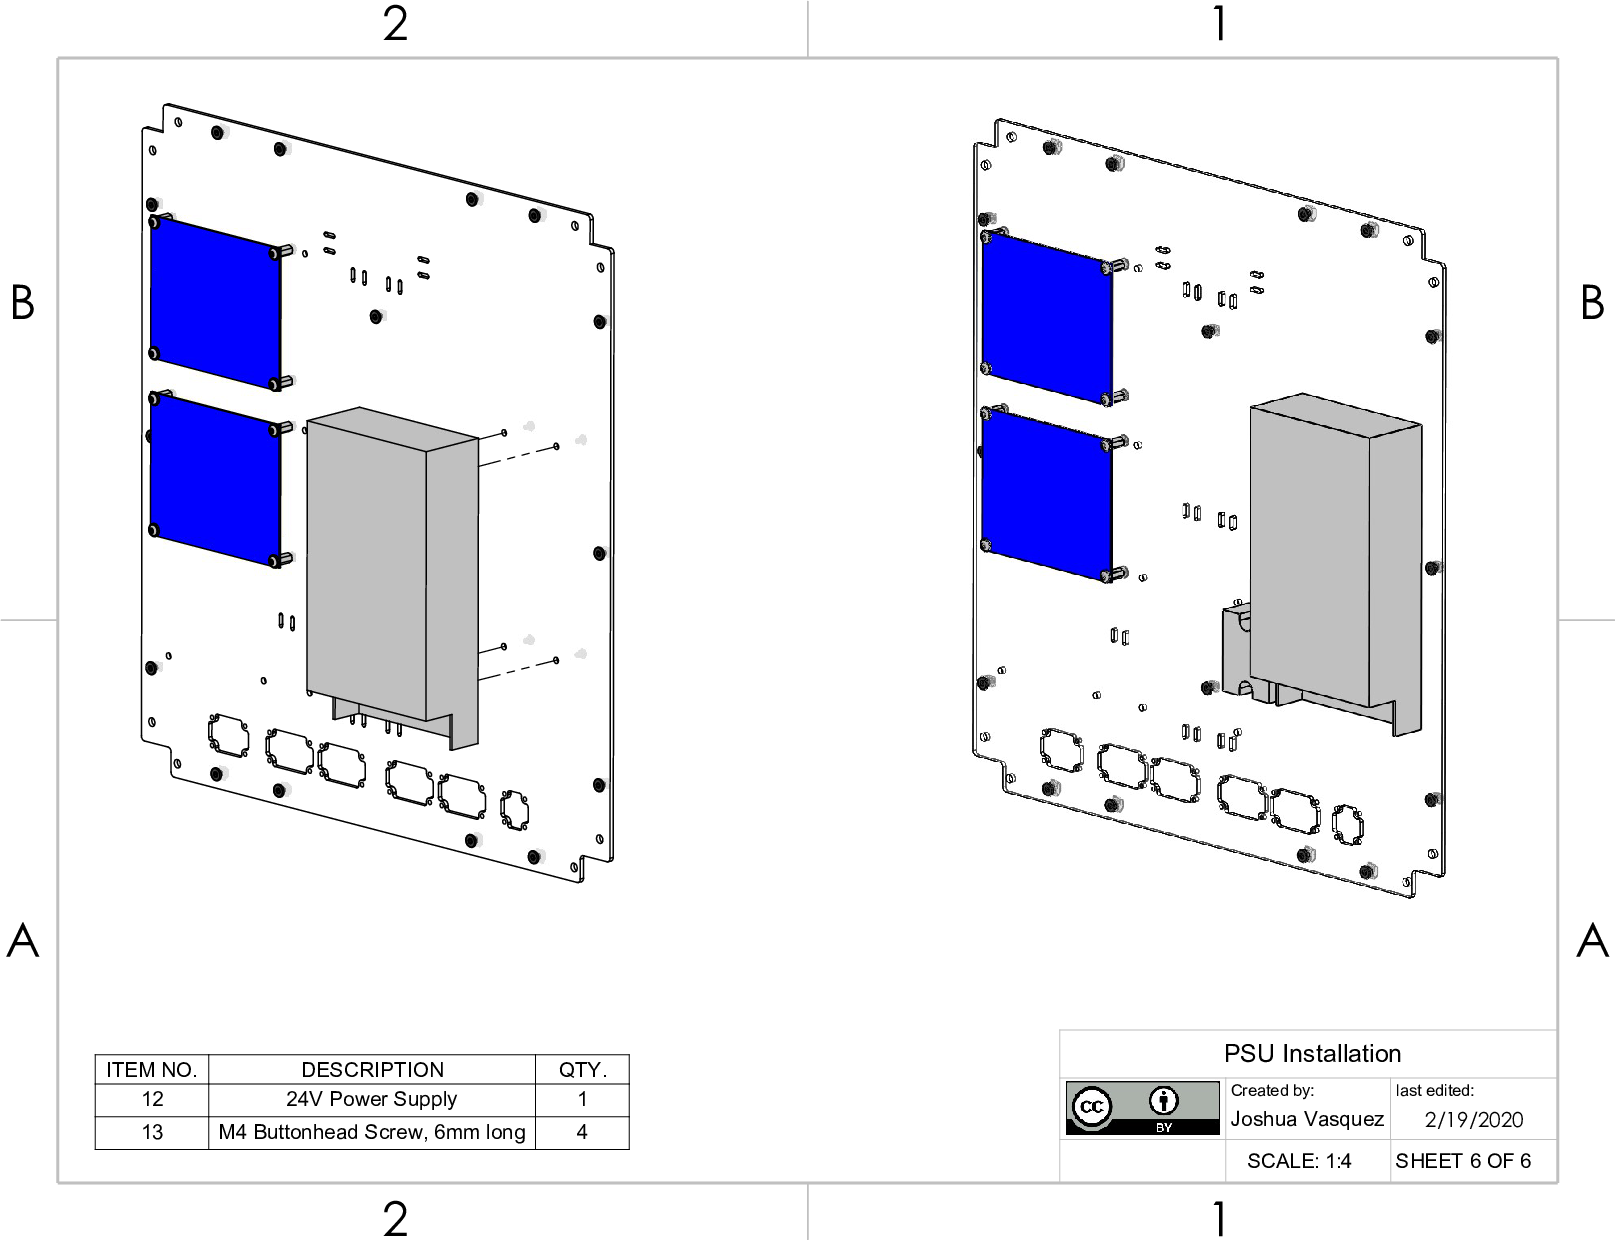 2 1
B B
A A
ITEM NO. DESCRIPTION QTY.
12 24V Power Supply 1
13 M4 Buttonhead Screw, 6mm long 4
PSU Installation
cc BY
Created by: last edited:
Joshua Vasquez 2/19/2020
SCALE: 1:4 SHEET 6 OF 6
2 1